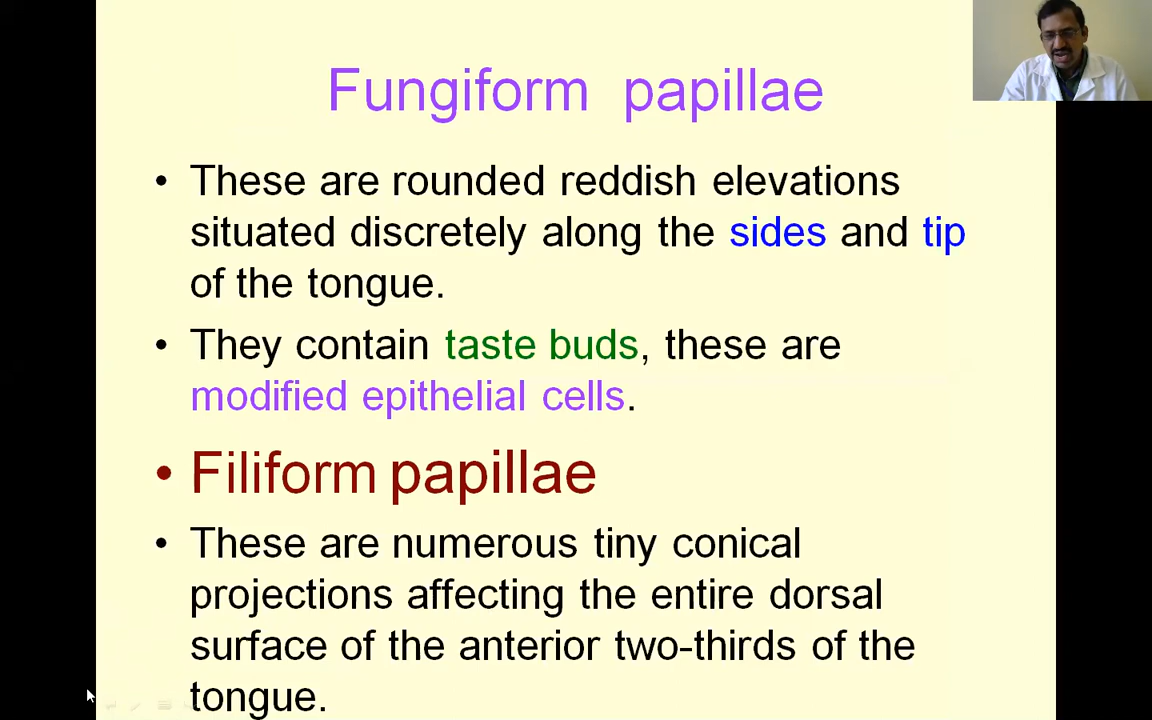 Fungiform papillae
• These are rounded reddish elevations
situated discretely along the sides and tip
of the tongue.
• They contain taste buds, these are
modified epithelial cells.
• Filiform papillae
• These are numerous tiny conical
projections affecting the entire dorsal
surface of the anterior two-thirds of the
tongue.